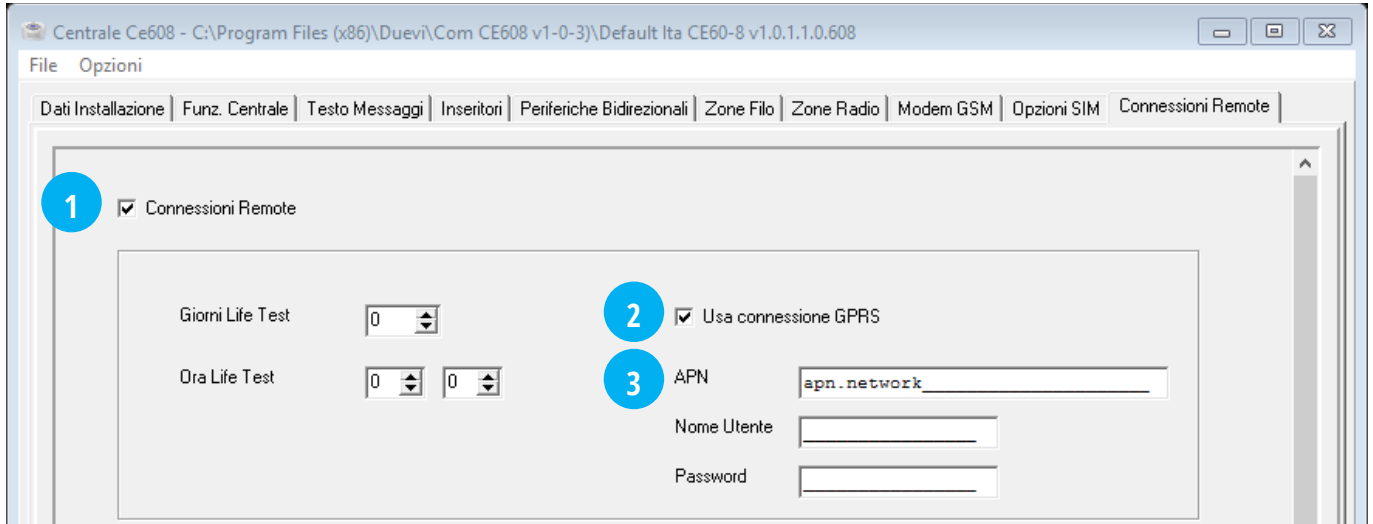 Centrale Ce608 - C:\Program Files (x86)\Duevi\Com CE608 v1-0-3)\Default Ita CE60-8 v1.0.1.1.0.608
File Opzioni
Dati Installazione Funz. Centrale Testo Messaggi Inseritori Periferiche Bidirezionali Zone Filo Zone Radio Modem GSM Opzioni SIM Connessioni Remote
1 Connessioni Remote
Giorni Life Test 0 2 Usa connessione GPRS
Ora Life Test 0 0 3 APN apn.network_____________________
Nome Utente ________________
Password ________________